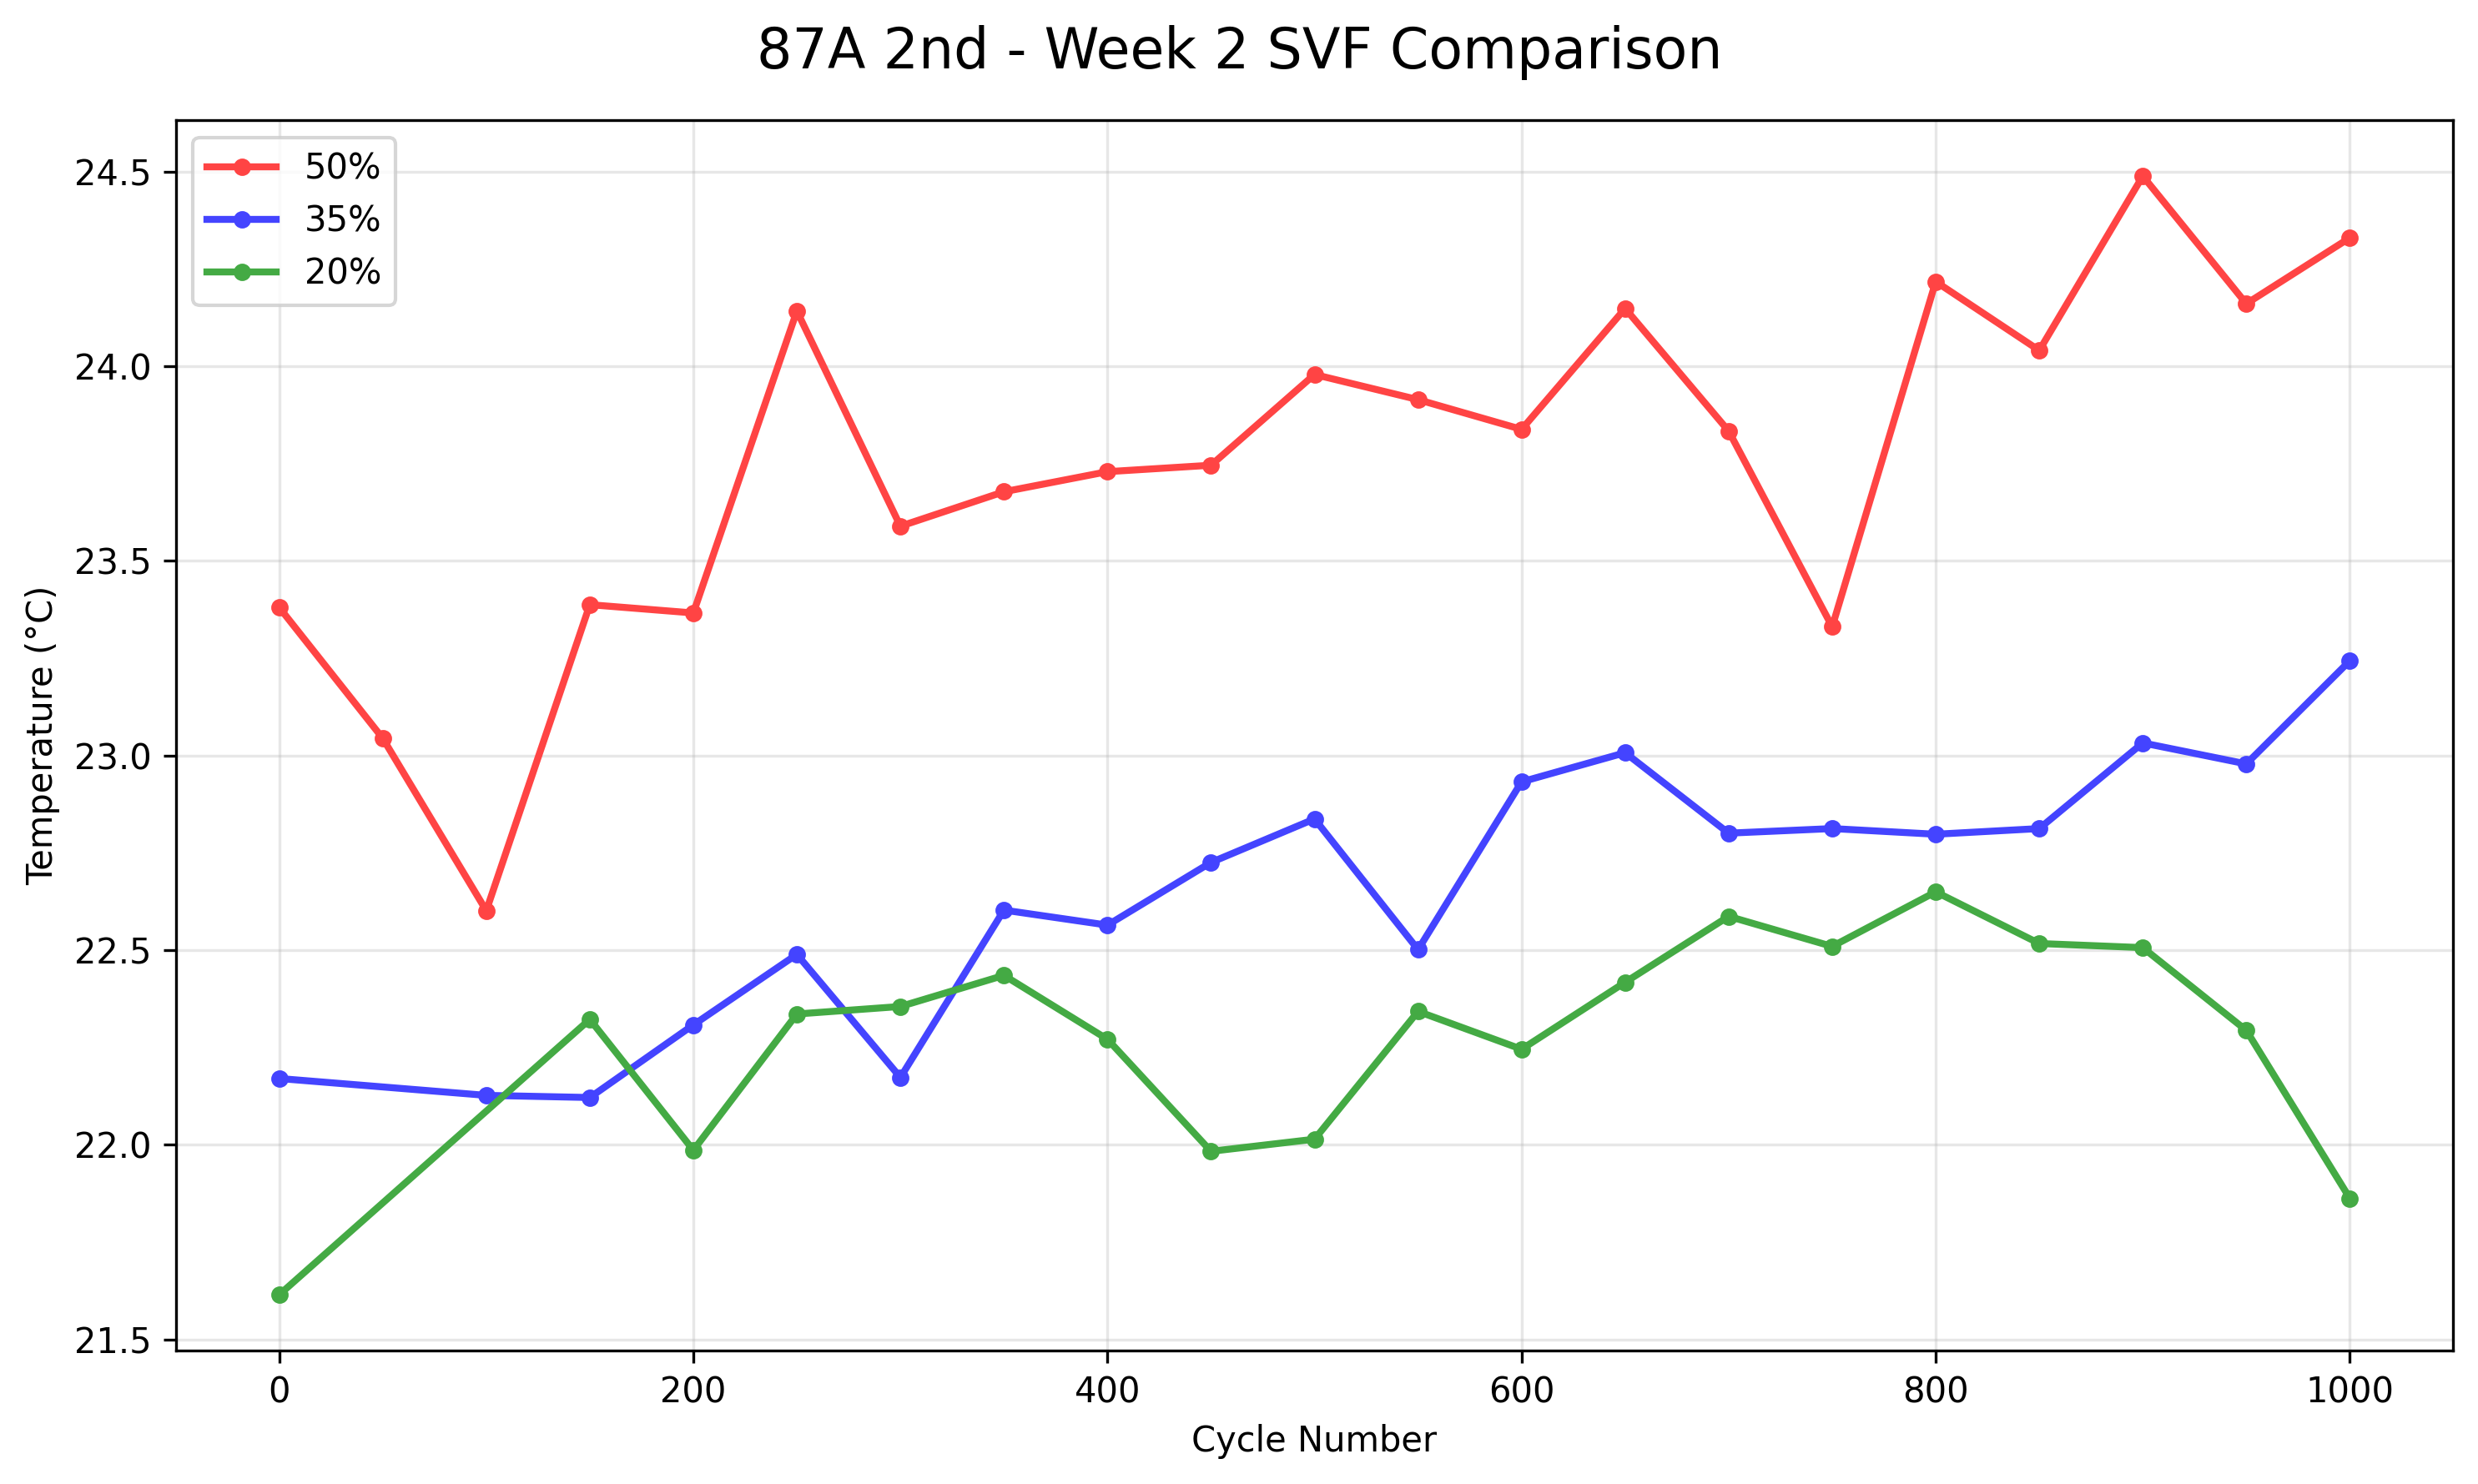 87A 2nd - Week 2 SVF Comparison
50%
35%
20%
24.5
24.0
23.5
23.0
22.5
22.0
21.5
Temperature (°C)
0 200 400 600 800 1000
Cycle Number